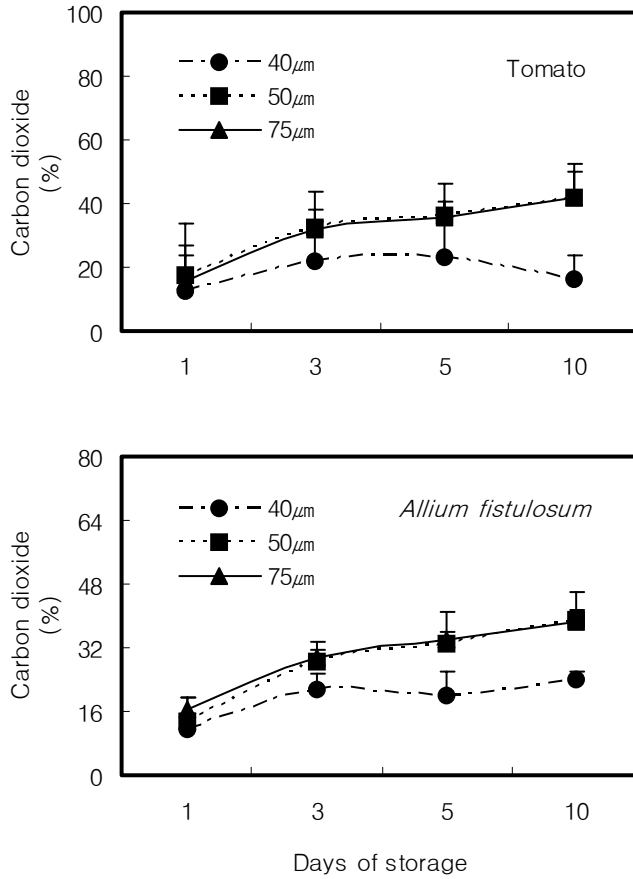 100
80
60
40
20
0
Carbon dioxide
(%)
40μm
50μm
75μm
Tomato
1 3 5 10
80
64
48
32
16
0
Carbon dioxide
(%)
40μm
50μm
75μm
Allium fistulosum
1 3 5 10
Days of storage